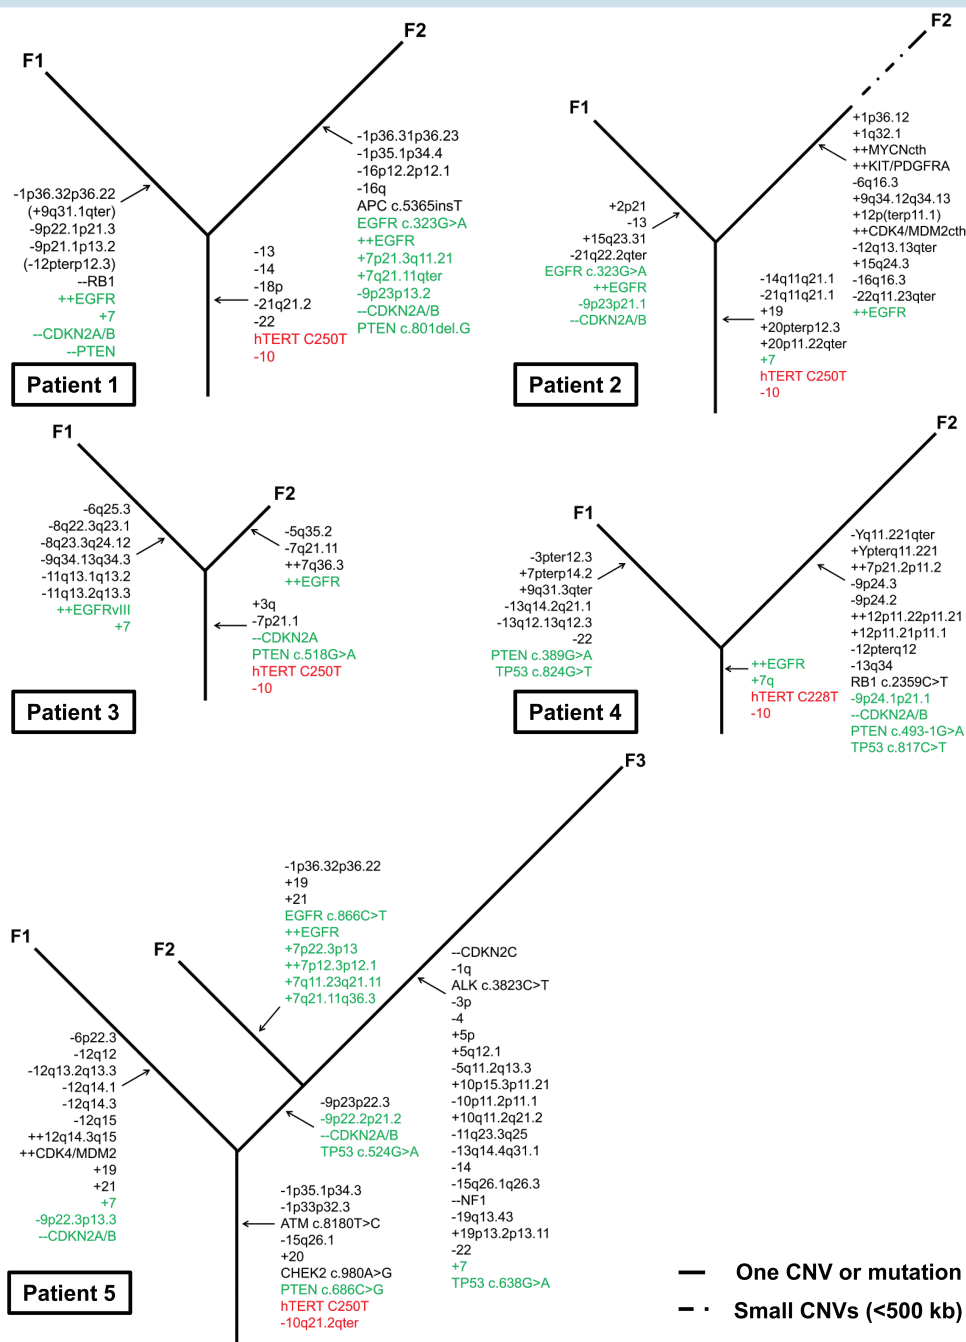 F1
F2
-1p36.32p36.22
(+9q31.1qter)
-9p22.1p21.3
-9p21.1p13.2
(-12pterp12.3)
--RB1
++EGFR
+7
--CDKN2A/B
--PTEN
-13
-14
-18p
-21q21.2
-22
hTERT C250T
-10
-1p36.31p36.23
-1p35.1p34.4
-16p12.2p12.1
-16q
APC c.5365insT
EGFR c.323G>A
++EGFR
+7p21.3q11.21
+7q21.11qter
-9p23p13.2
--CDKN2A/B
PTEN c.801del.G
Patient 1
F1
F2
+2p21
-13
+15q23.31
-21q22.2qter
EGFR c.323G>A
++EGFR
-9p23p21.1
--CDKN2A/B
-14q11q21.1
-21q11q21.1
+19
+20pterp12.3
+20p11.22qter
+7
hTERT C250T
-10
+1p36.12
+1q32.1
++MYCNcth
++KIT/PDGFRA
-6q16.3
+9q34.12q34.13
+12p(terp11.1)
++CDK4/MDM2cth
-12q13.13qter
+15q24.3
-16q16.3
-22q11.23qter
++EGFR
Patient 2
F1
F2
-6q25.3
-8q22.3q23.1
-8q23.3q24.12
-9q34.13q34.3
-11q13.1q13.2
-11q13.2q13.3
++EGFRvIII
+7
-5q35.2
-7q21.11
++7q36.3
++EGFR
+3q
-7p21.1
--CDKN2A
PTEN c.518G>A
hTERT C250T
-10
Patient 3
F1
F2
-3pter12.3
+7pterp14.2
+9q31.3qter
-13q14.2q21.1
-13q12.13q12.3
-22
PTEN c.389G>A
TP53 c.824G>T
++EGFR
+7q
hTERT C228T
-10
-Yq11.221qter
+Ypterq11.221
++7p21.2p11.2
-9p24.3
-9p24.2
++12p11.22p11.21
+12p11.21p11.1
-12pterq12
-13q34
RB1 c.2359C>T
-9p24.1p21.1
--CDKN2A/B
PTEN c.493-1G>A
TP53 c.817C>T
Patient 4
F1
F2
F3
-6p22.3
-12q12
-12q13.2q13.3
-12q14.1
-12q14.3
-12q15
++12q14.3q15
++CDK4/MDM2
+19
+21
+7
-9p22.3p13.3
--CDKN2A/B
-1p36.32p36.22
+19
+21
EGFR c.866C>T
++EGFR
+7p22.3p13
++7p12.3p12.1
+7q11.23q21.11
+7q21.11q36.3
-9p23p22.3
-9p22.2p21.2
--CDKN2A/B
TP53 c.524G>A
-1p35.1p34.3
-1p33p32.3
ATM c.8180T>C
-15q26.1
+20
CHEK2 c.980A>G
PTEN c.686C>G
hTERT C250T
-10q21.2qter
--CDKN2C
-1q
ALK c.3823C>T
-3p
-4
+5p
+5q12.1
-5q11.2q13.3
+10p15.3p11.21
-10p11.2p11.1
+10q11.2q21.2
-11q23.3q25
-13q14.4q31.1
-14
-15q26.1q26.3
--NF1
-19q13.43
+19p13.2p13.11
-22
+7
TP53 c.638G>A
Patient 5
One CNV or mutation
Small CNVs (<500 kb)